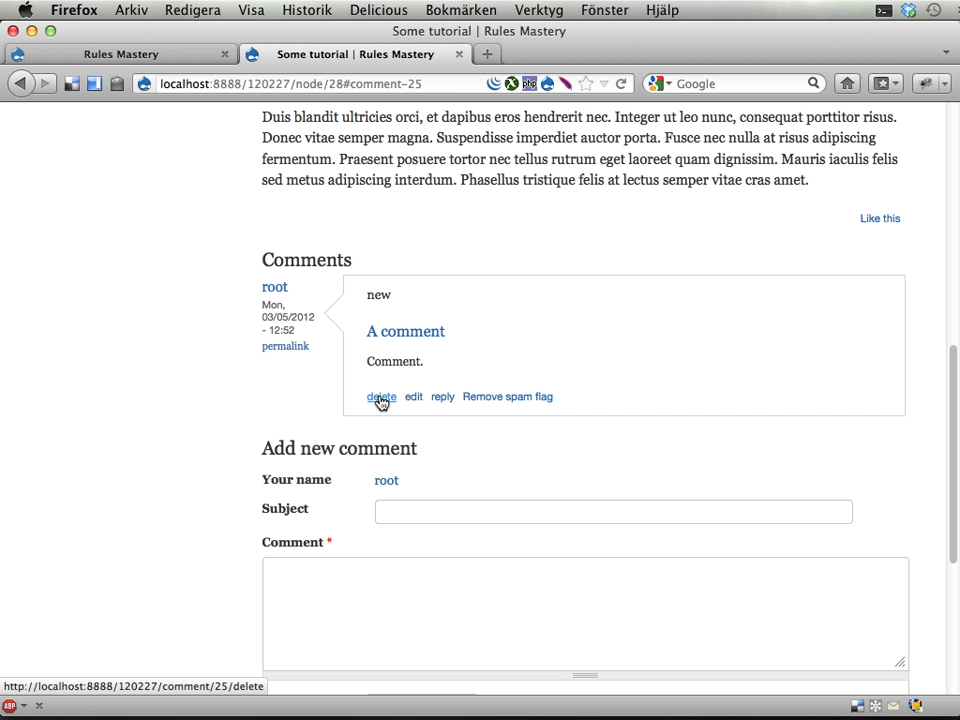 Firefox Arkiv Redigera Visa Historik Delicious Bokmärken Verktyg Fönster Hjälp
Some tutorial | Rules Mastery
Rules Mastery
Some tutorial | Rules Mastery
localhost:8888/120227/node/28#comment-25
php
Google
Duis blandit ultricies orci, et dapibus eros hendrerit nec. Integer ut leo nunc, consequat porttitor risus.
Donec vitae semper magna. Suspendisse imperdiet auctor porta. Fusce nec nulla at risus adipiscing
fermentum. Praesent posuere tortor nec tellus rutrum eget laoreet quam dignissim. Mauris iaculis felis
sed metus adipiscing interdum. Phasellus tristique felis at lectus semper vitae cras amet.
Like this
Comments
root
Mon,
03/05/2012
- 12:52
permalink
new
A comment
Comment.
delete edit reply Remove spam flag
Add new comment
Your name root
Subject
Comment *
http://localhost:8888/120227/comment/25/delete
ABP